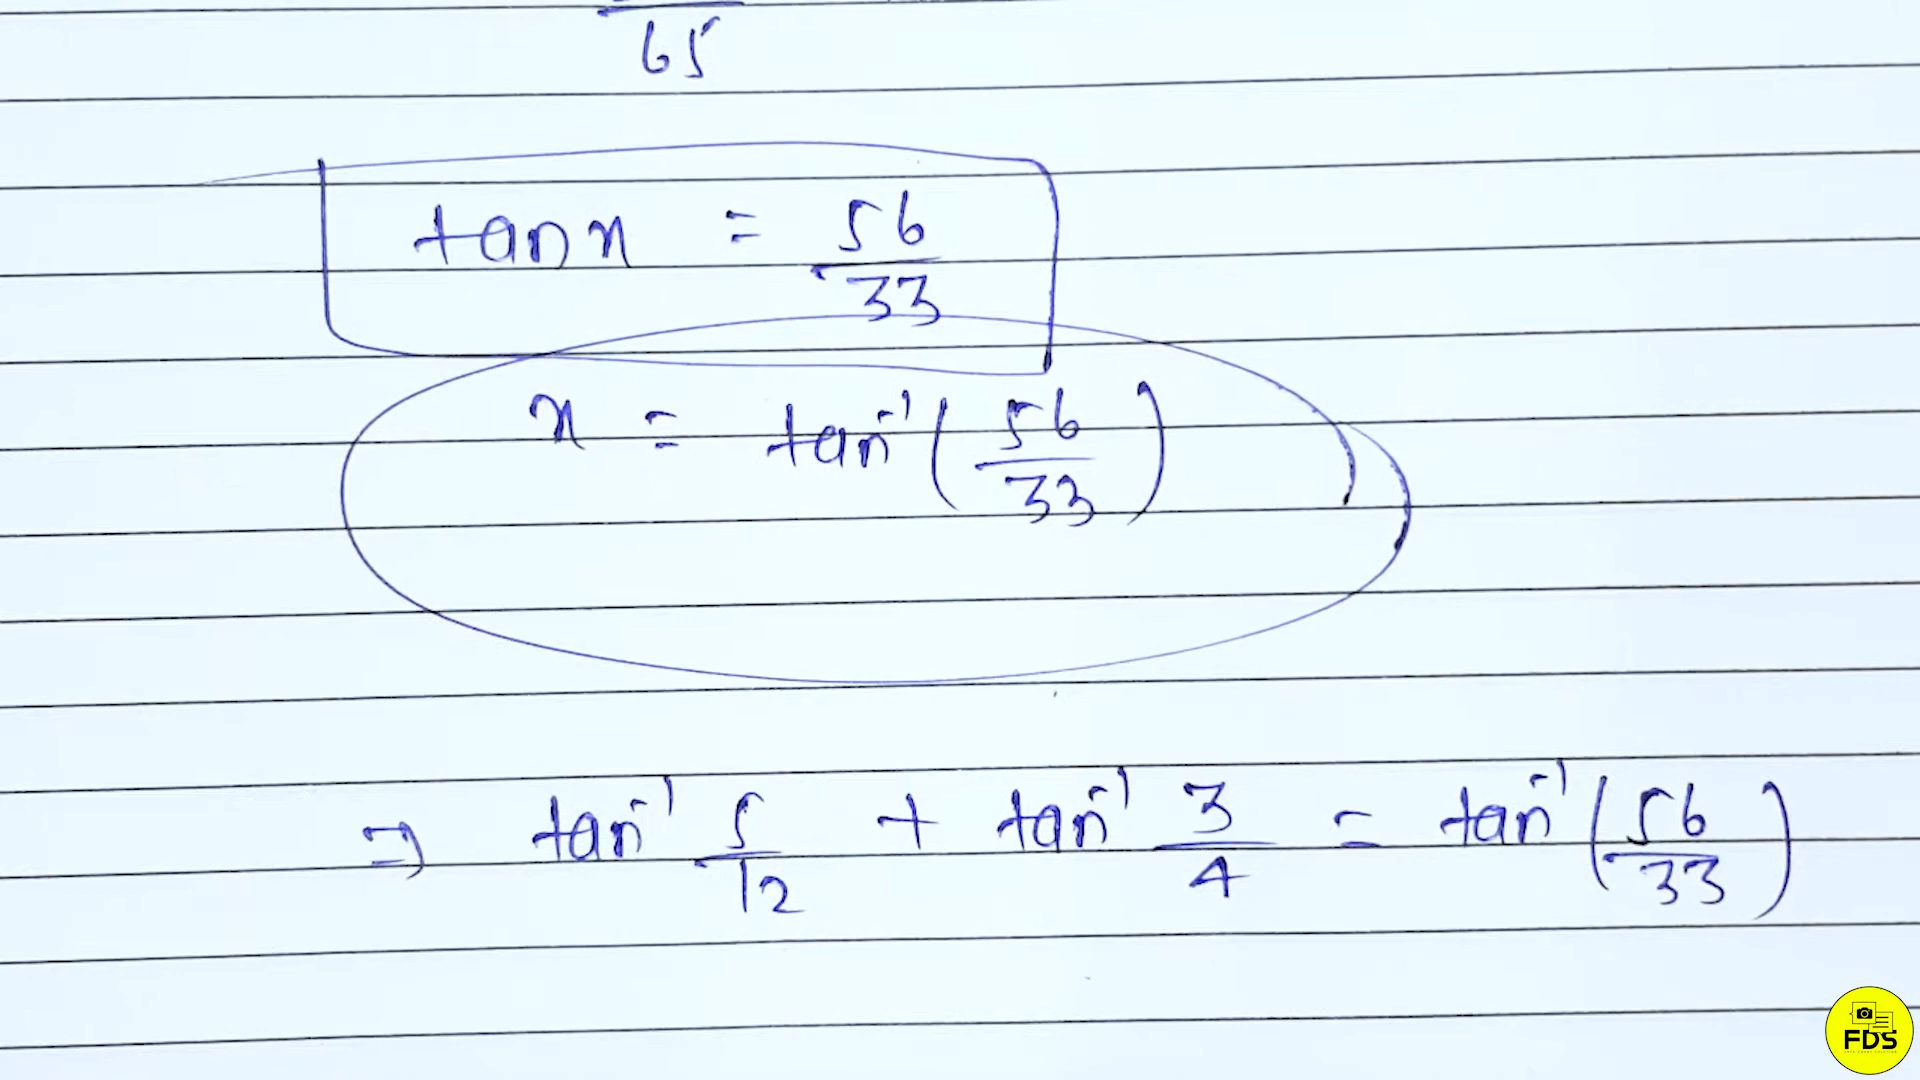 65
tan x = 56/33
x = tan⁻¹(56/33)
⇒ tan⁻¹ 5/12 + tan⁻¹ 3/4 = tan⁻¹(56/33)
FDS